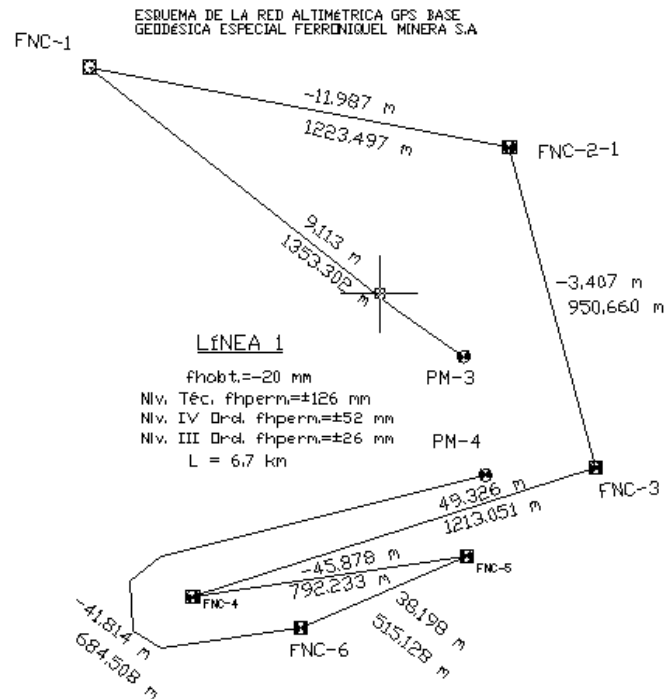 ESQUEMA DE LA RED ALTIMéTRICA GPS BASE
GEODéSICA ESPECIAL FERRONIQUEL MINERA S.A
FNC-1
-11.987 m
1223,497 m
FNC-2-1
9,113 m
1353,302 m
-3,407 m
950,660 m
LíNEA 1
fhobt.=-20 mm
Niv. Téc. fhperm.=±126 mm
Niv. IV Ord. fhperm.=±52 mm
Niv. III Ord. fhperm.=±26 mm
L = 6,7 km
PM-3
PM-4
FNC-3
49,326 m
1213,051 m
-45,878 m
792,233 m
FNC-5
FNC-4
38,198 m
515,128 m
FNC-6
-41,814 m
684,508 m